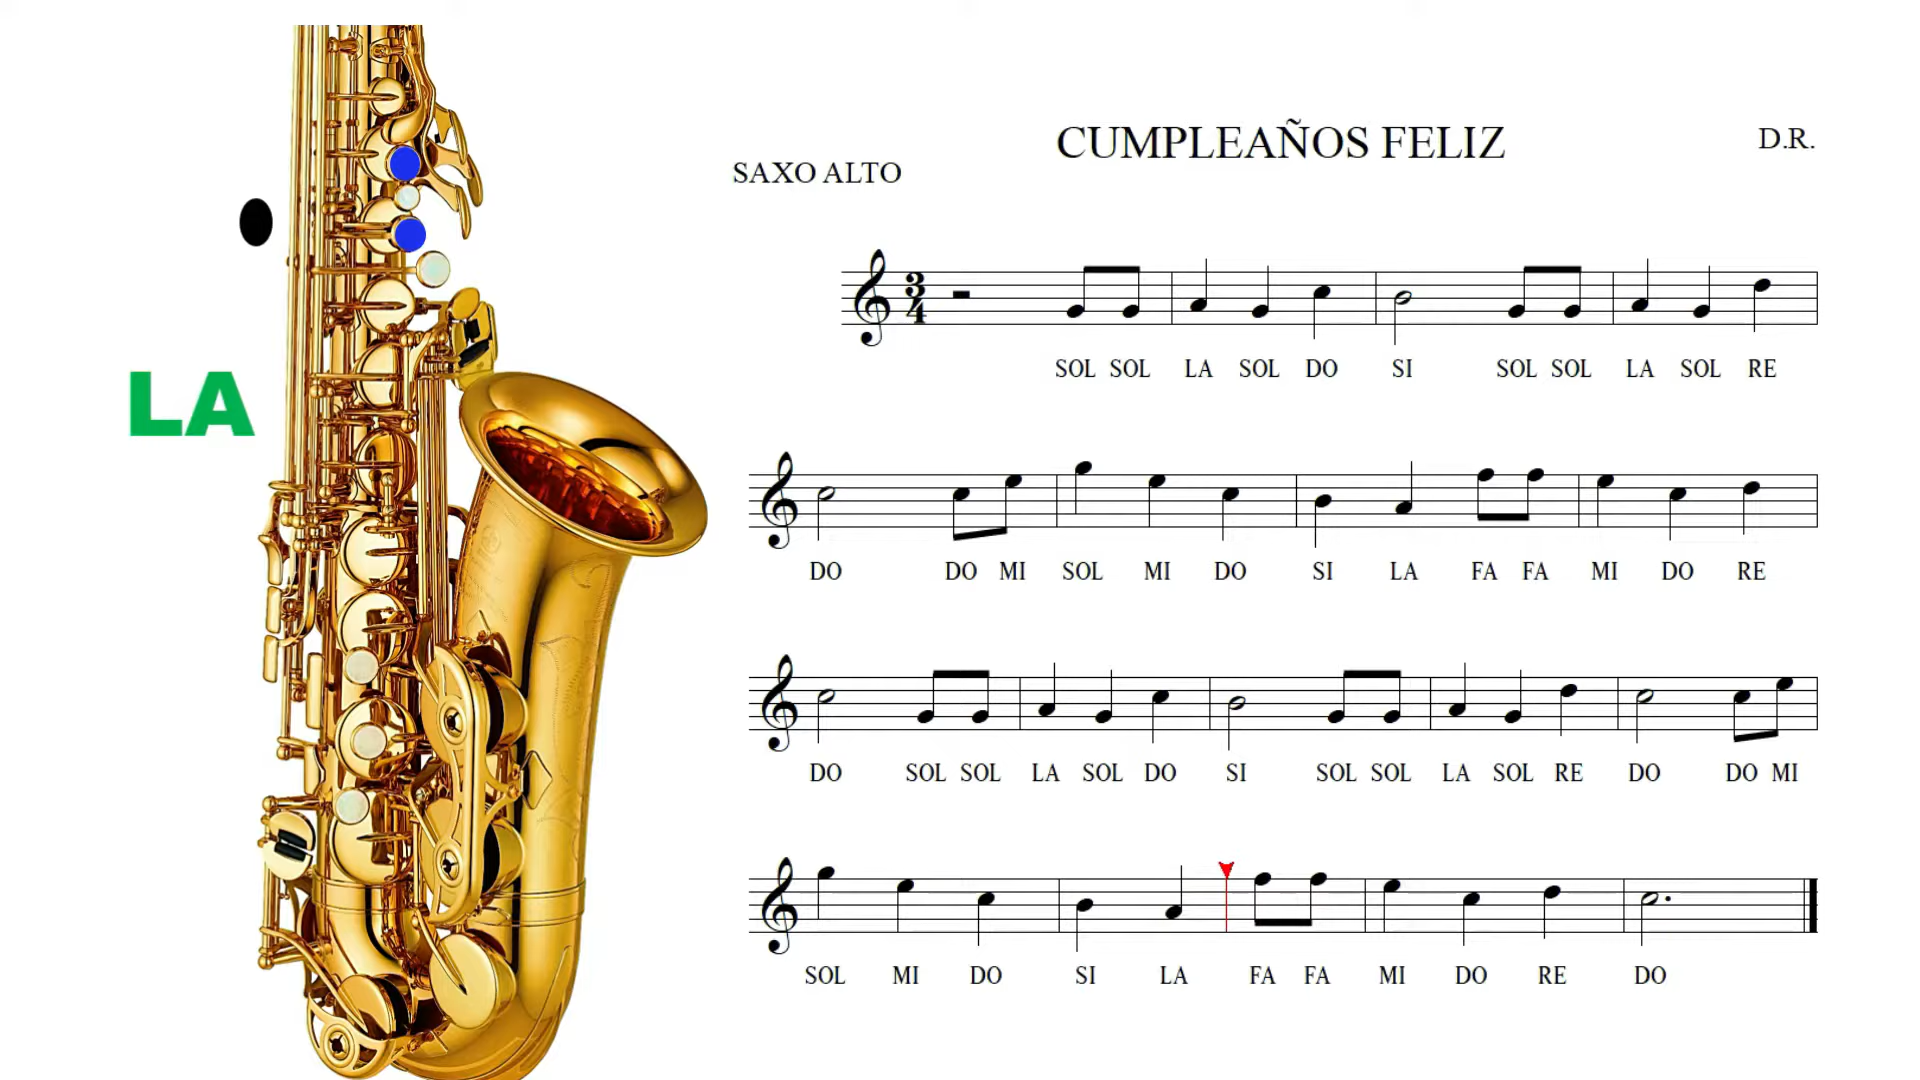 CUMPLEAÑOS FELIZ
D.R.
SAXO ALTO
LA
3
4
SOL SOL LA SOL DO SI SOL SOL LA SOL RE
DO DO MI SOL MI DO SI LA FA FA MI DO RE
DO SOL SOL LA SOL DO SI SOL SOL LA SOL RE DO DO MI
SOL MI DO SI LA FA FA MI DO RE DO